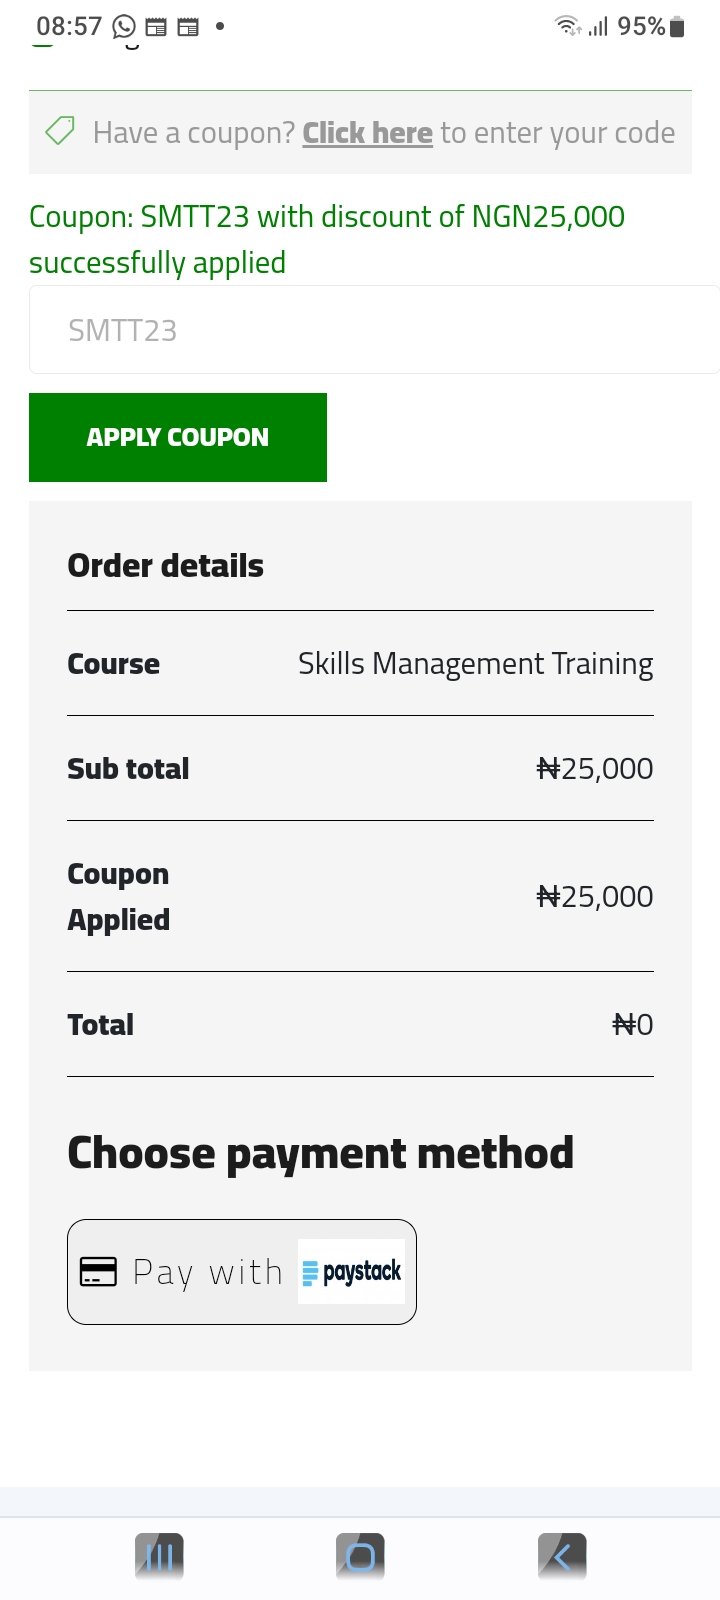 08:57
95%
Have a coupon? Click here to enter your code
Coupon: SMTT23 with discount of NGN25,000
successfully applied
SMTT23
APPLY COUPON
Order details
Course Skills Management Training
Sub total ₦25,000
Coupon
Applied ₦25,000
Total ₦0
Choose payment method
Pay with paystack